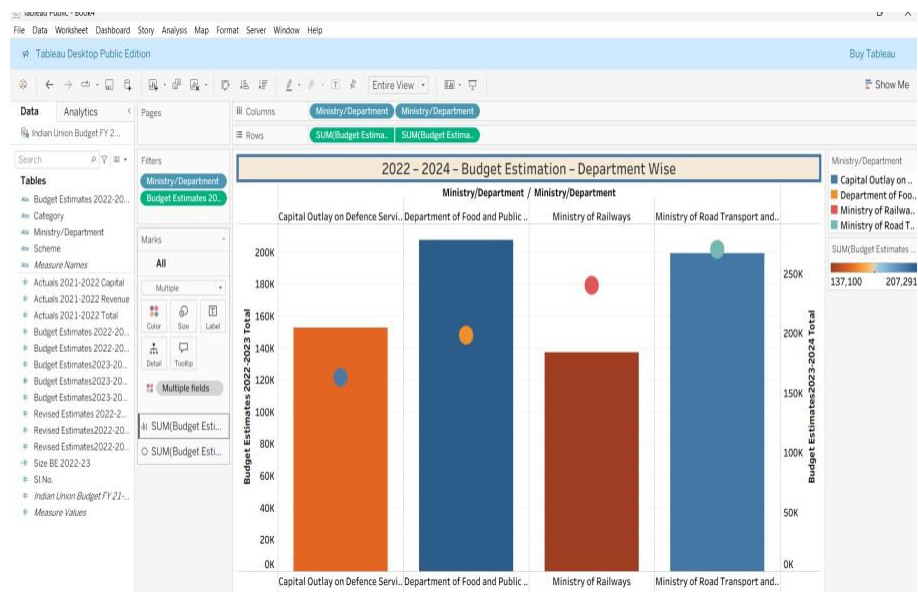 Tableau Public - Book4
File Data Worksheet Dashboard Story Analysis Map Format Server Window Help
Tableau Desktop Public Edition
Buy Tableau
Entire View
Show Me
Data
Analytics
Indian Union Budget FY 2...
Search
Tables
Abc Budget Estimates 2022-20...
Abc Category
Abc Ministry/Department
Abc Scheme
Abc Measure Names
Actuals 2021-2022 Capital
Actuals 2021-2022 Revenue
Actuals 2021-2022 Total
Budget Estimates 2022-20...
Budget Estimates 2022-20...
Budget Estimates2023-20...
Budget Estimates2023-20...
Budget Estimates2023-20...
Revised Estimates 2022-2...
Revised Estimates2022-20...
Revised Estimates2022-20...
Size BE 2022-23
Sl.No.
Indian Union Budget FY 21-...
Measure Values
Pages
Filters
Ministry/Department
Budget Estimates 20...
Marks
All
Multiple
Color Size Label
Detail Tooltip
Multiple fields
SUM(Budget Esti...
SUM(Budget Esti...
Columns
Ministry/Department
Ministry/Department
Rows
SUM(Budget Estima..
SUM(Budget Estima..
2022 – 2024 – Budget Estimation – Department Wise
Ministry/Department / Ministry/Department
Capital Outlay on Defence Servi..
Department of Food and Public ..
Ministry of Railways
Ministry of Road Transport and..
Budget Estimates 2022-2023 Total
200K
180K
160K
140K
120K
100K
80K
60K
40K
20K
0K
250K
200K
150K
100K
50K
0K
Budget Estimates2023-2024 Total
Capital Outlay on Defence Servi..
Department of Food and Public ..
Ministry of Railways
Ministry of Road Transport and..
Ministry/Department
Capital Outlay on ..
Department of Foo..
Ministry of Railwa..
Ministry of Road T..
SUM(Budget Estimates ...
137,100 207,291